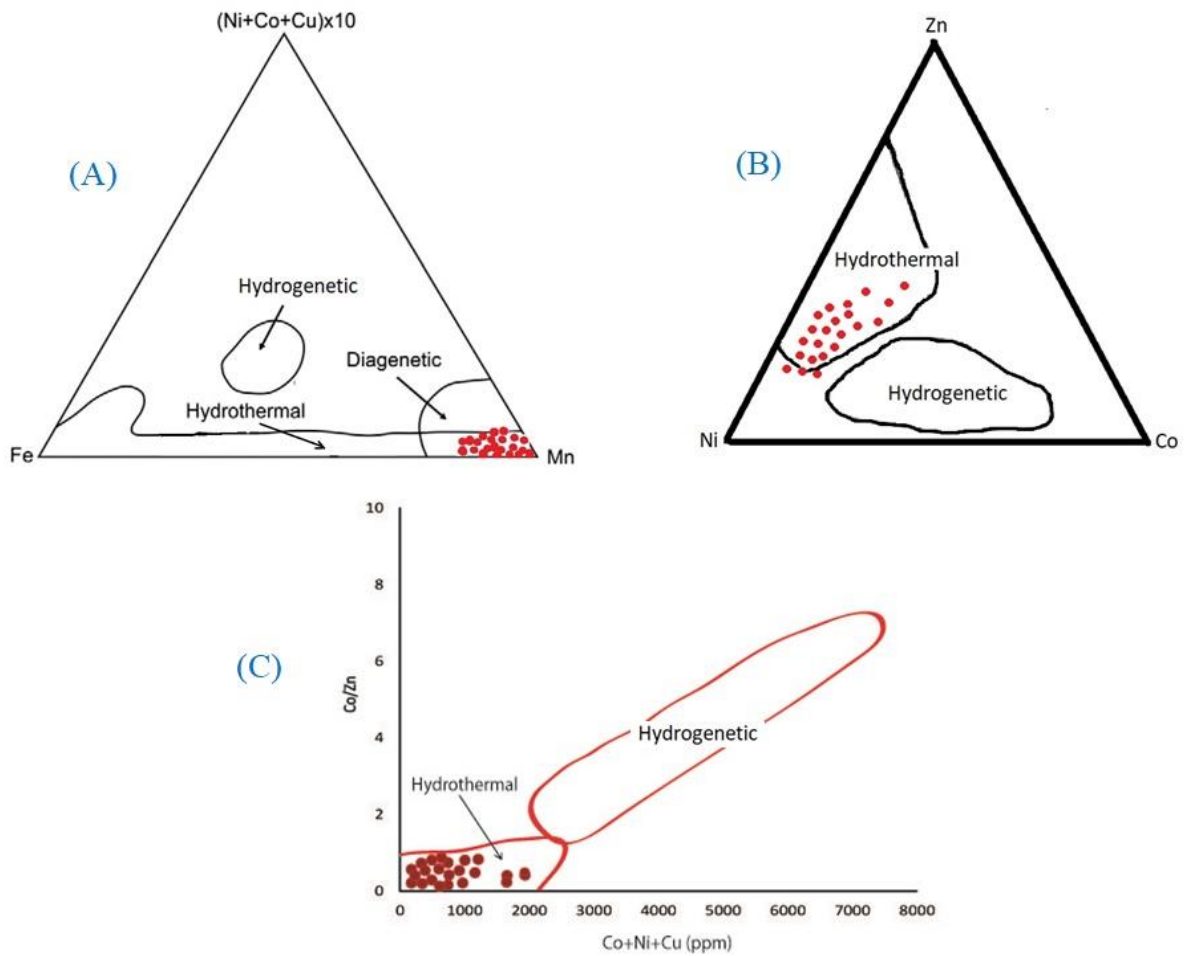 (Ni+Co+Cu)x10
(A)
Hydrogenetic
Diagenetic
Hydrothermal
Fe
Mn
Zn
(B)
Hydrothermal
Hydrogenetic
Ni
Co
(C)
10
8
6
4
2
0
Co/Zn
Hydrogenetic
Hydrothermal
0 1000 2000 3000 4000 5000 6000 7000 8000
Co+Ni+Cu (ppm)